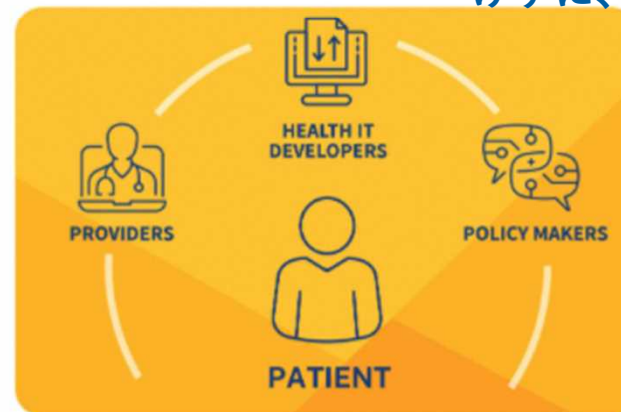 HEALTH IT
DEVELOPERS
PROVIDERS
POLICY MAKERS
PATIENT